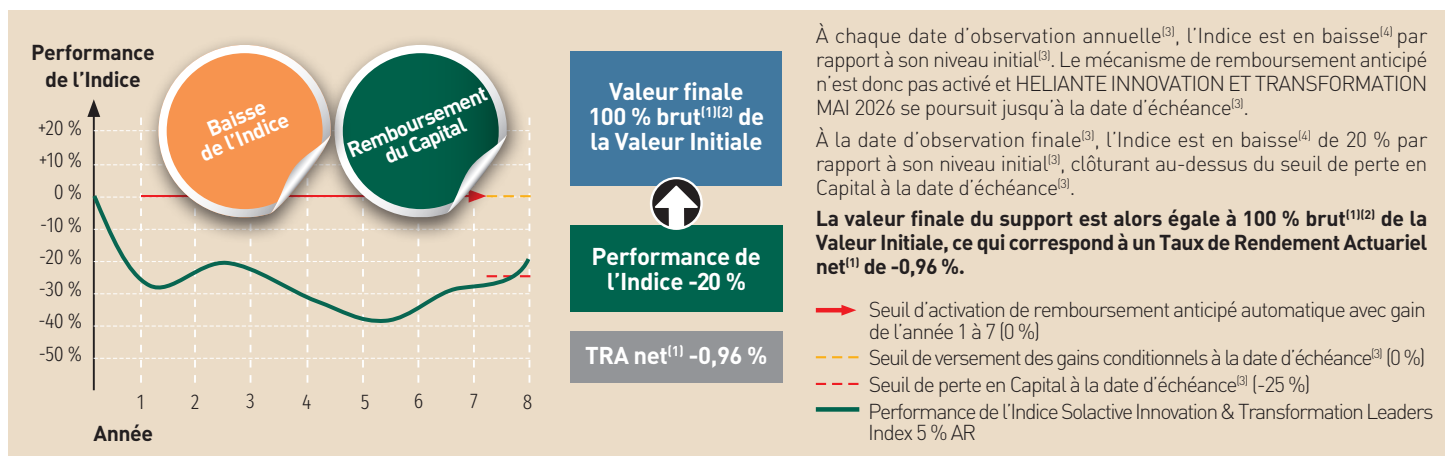 Performance
de l’Indice
+20 %
+10 %
0 %
-10 %
-20 %
-30 %
-40 %
-50 %
1 2 3 4 5 6 7 8
Année
Baisse
de l’Indice
Remboursement
du Capital
Valeur finale
100 % brut(1)(2) de
la Valeur Initiale
Performance de
l’Indice -20 %
TRA net(1) -0,96 %
À chaque date d’observation annuelle(3), l’Indice est en baisse(4) par
rapport à son niveau initial(3). Le mécanisme de remboursement anticipé
n’est donc pas activé et HELIANTE INNOVATION ET TRANSFORMATION
MAI 2026 se poursuit jusqu’à la date d’échéance(3).
À la date d’observation finale(3), l’Indice est en baisse(4) de 20 % par
rapport à son niveau initial(3), clôturant au-dessus du seuil de perte en
Capital à la date d’échéance(3).
La valeur finale du support est alors égale à 100 % brut(1)(2) de la
Valeur Initiale, ce qui correspond à un Taux de Rendement Actuariel
net(1) de -0,96 %.
Seuil d’activation de remboursement anticipé automatique avec gain
de l’année 1 à 7 (0 %)
Seuil de versement des gains conditionnels à la date d’échéance(3) (0 %)
Seuil de perte en Capital à la date d’échéance(3) (-25 %)
Performance de l’Indice Solactive Innovation & Transformation Leaders
Index 5 % AR